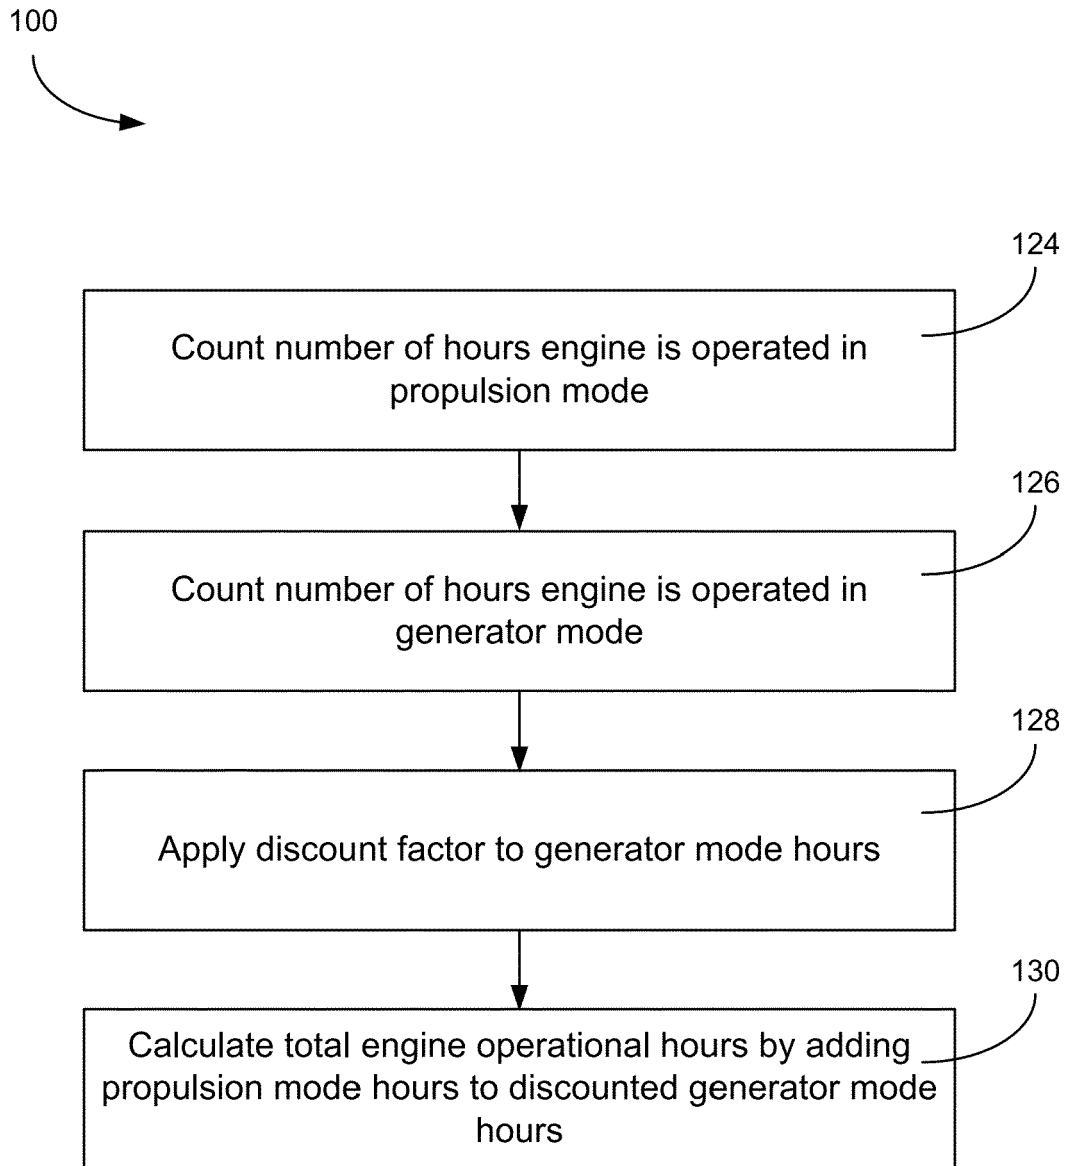 100
124
Count number of hours engine is operated in
propulsion mode
126
Count number of hours engine is operated in
generator mode
128
Apply discount factor to generator mode hours
130
Calculate total engine operational hours by adding
propulsion mode hours to discounted generator mode
hours